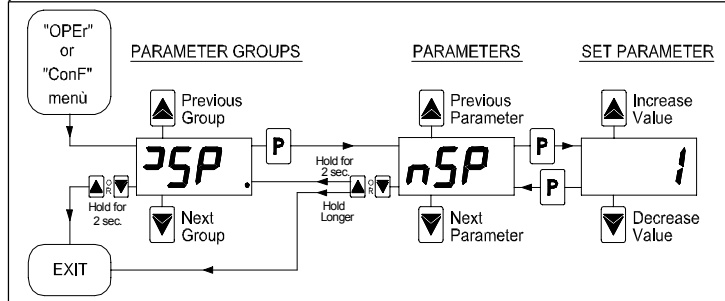 "OPEr"
or
"ConF"
menù
PARAMETER GROUPS
PARAMETERS
SET PARAMETER
Previous
Group
Previous
Parameter
Increase
Value
P
P
P
Hold for
2 sec.
Hold
Longer
OR
OR
Hold for
2 sec.
ᆿSP.
nSP
1
Next
Group
Next
Parameter
Decrease
Value
EXIT